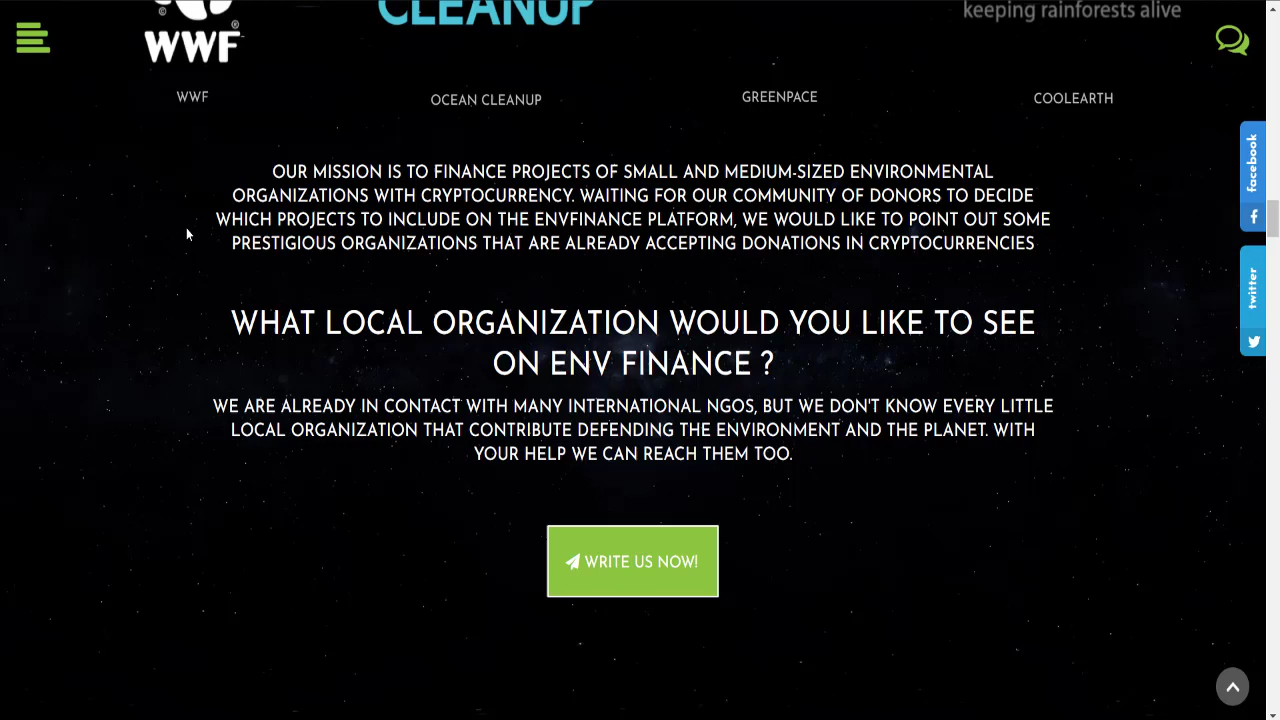 CLEANUP
keeping rainforests alive
©
®
WWF
WWF
OCEAN CLEANUP
GREENPACE
COOLEARTH
OUR MISSION IS TO FINANCE PROJECTS OF SMALL AND MEDIUM-SIZED ENVIRONMENTAL
ORGANIZATIONS WITH CRYPTOCURRENCY. WAITING FOR OUR COMMUNITY OF DONORS TO DECIDE
WHICH PROJECTS TO INCLUDE ON THE ENVFINANCE PLATFORM, WE WOULD LIKE TO POINT OUT SOME
PRESTIGIOUS ORGANIZATIONS THAT ARE ALREADY ACCEPTING DONATIONS IN CRYPTOCURRENCIES
WHAT LOCAL ORGANIZATION WOULD YOU LIKE TO SEE
ON ENV FINANCE ?
WE ARE ALREADY IN CONTACT WITH MANY INTERNATIONAL NGOS, BUT WE DON'T KNOW EVERY LITTLE
LOCAL ORGANIZATION THAT CONTRIBUTE DEFENDING THE ENVIRONMENT AND THE PLANET. WITH
YOUR HELP WE CAN REACH THEM TOO.
WRITE US NOW!
facebook
twitter